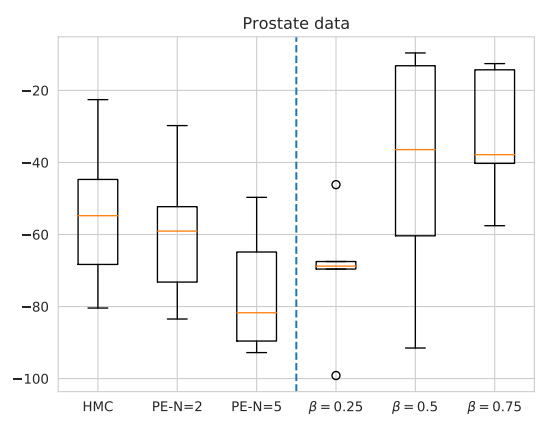 Prostate data
−20
−40
−60
−80
−100
HMC PE-N=2 PE-N=5 β = 0.25 β = 0.5 β = 0.75